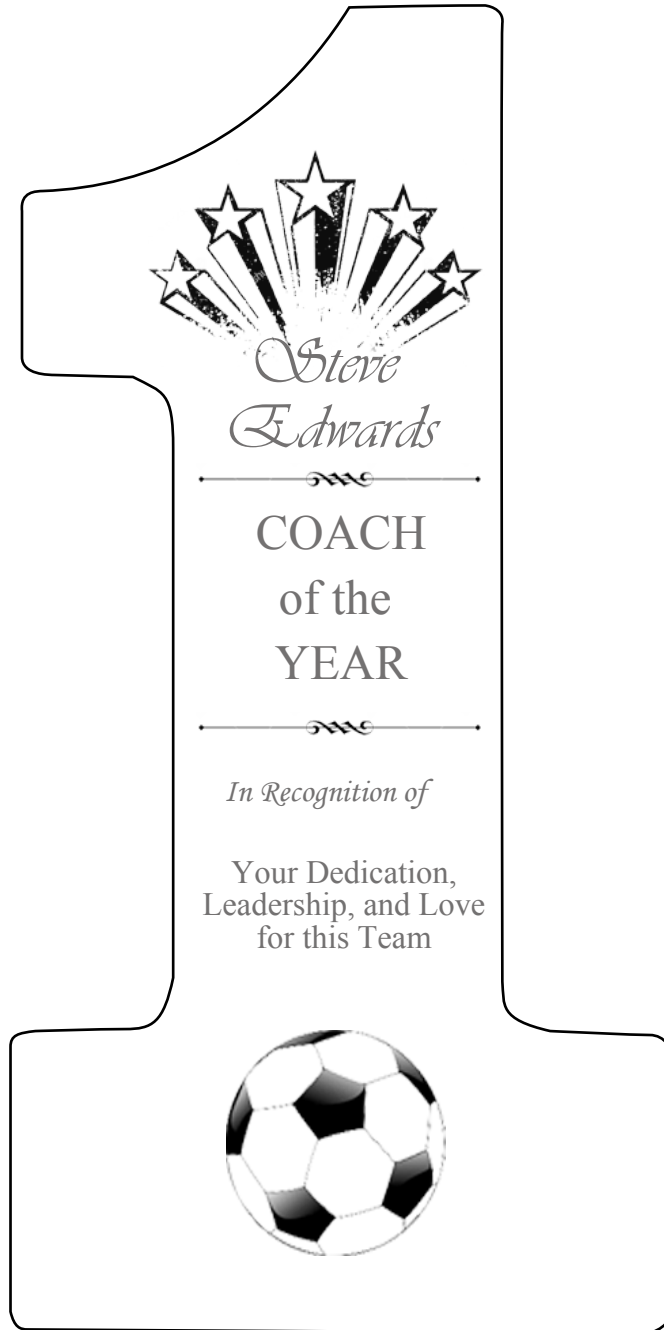 Steve
Edwards
COACH
of the
YEAR
In Recognition of
Your Dedication,
Leadership, and Love
for this Team